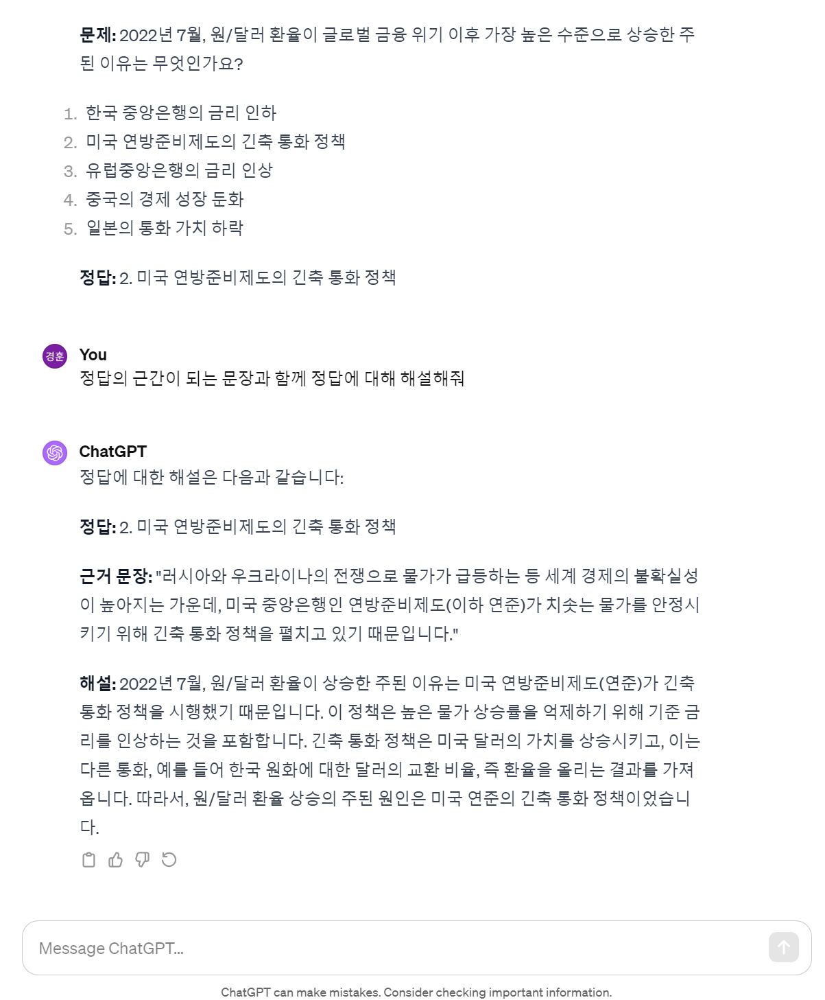 문제: 2022년 7월, 원/달러 환율이 글로벌 금융 위기 이후 가장 높은 수준으로 상승한 주
된 이유는 무엇인가요?
1. 한국 중앙은행의 금리 인하
2. 미국 연방준비제도의 긴축 통화 정책
3. 유럽중앙은행의 금리 인상
4. 중국의 경제 성장 둔화
5. 일본의 통화 가치 하락
정답: 2. 미국 연방준비제도의 긴축 통화 정책
경훈
You
정답의 근간이 되는 문장과 함께 정답에 대해 해설해줘
ChatGPT
정답에 대한 해설은 다음과 같습니다:
정답: 2. 미국 연방준비제도의 긴축 통화 정책
근거 문장: "러시아와 우크라이나의 전쟁으로 물가가 급등하는 등 세계 경제의 불확실성
이 높아지는 가운데, 미국 중앙은행인 연방준비제도(이하 연준)가 치솟는 물가를 안정시
키기 위해 긴축 통화 정책을 펼치고 있기 때문입니다."
해설: 2022년 7월, 원/달러 환율이 상승한 주된 이유는 미국 연방준비제도(연준)가 긴축
통화 정책을 시행했기 때문입니다. 이 정책은 높은 물가 상승률을 억제하기 위해 기준 금
리를 인상하는 것을 포함합니다. 긴축 통화 정책은 미국 달러의 가치를 상승시키고, 이는
다른 통화, 예를 들어 한국 원화에 대한 달러의 교환 비율, 즉 환율을 올리는 결과를 가져
옵니다. 따라서, 원/달러 환율 상승의 주된 원인은 미국 연준의 긴축 통화 정책이었습니
다.
Message ChatGPT...
ChatGPT can make mistakes. Consider checking important information.